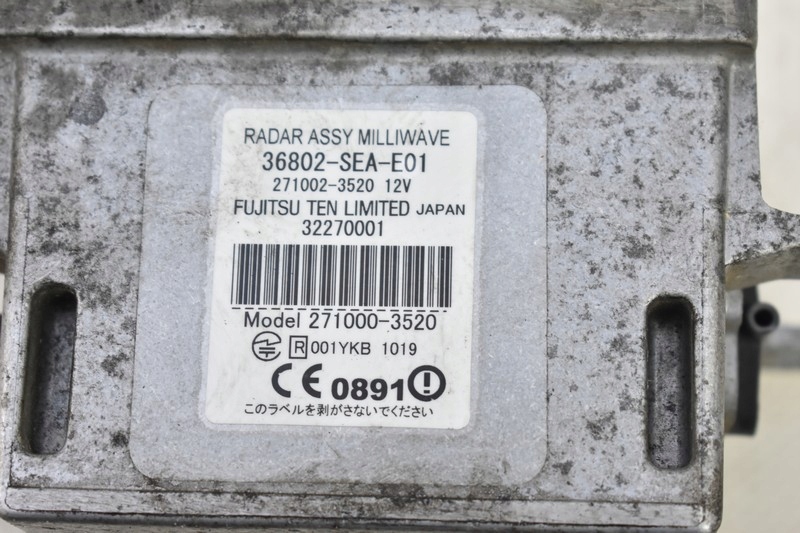 RADAR ASSY MILLIWAVE
36802-SEA-E01
271002-3520 12V
FUJITSU TEN LIMITED JAPAN
32270001
Model 271000-3520
R 001YKB 1019
CE 0891
このラベルを剥がさないでください